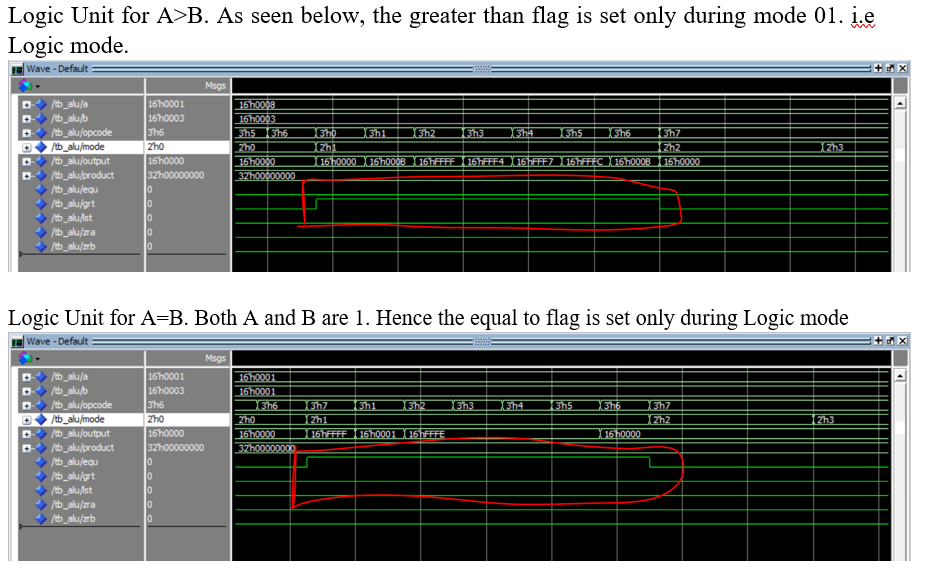 Logic Unit for A>B. As seen below, the greater than flag is set only during mode 01. i.e
Logic mode.
Wave - Default
Msgs
/tb_alu/a 16'h0001 16'h0008
/tb_alu/b 16'h0003 16'h0003
/tb_alu/opcode 3'h6 3'h5 3'h6 3'h0 3'h1 3'h2 3'h3 3'h4 3'h5 3'h6 3'h7
/tb_alu/mode 2'h0 2'h0 2'h1 2'h2 2'h3
/tb_alu/output 16'h0000 16'h0000 16'h0000 16'h000B 16'hFFFF 16'hFFF4 16'hFFF7 16'hFFFC 16'h000B 16'h0000
/tb_alu/product 32'h00000000 32'h00000000
/tb_alu/equ 0
/tb_alu/grt 0
/tb_alu/lst 0
/tb_alu/zra 0
/tb_alu/zrb 0
Logic Unit for A=B. Both A and B are 1. Hence the equal to flag is set only during Logic mode
Wave - Default
Msgs
/tb_alu/a 16'h0001 16'h0001
/tb_alu/b 16'h0003 16'h0001
/tb_alu/opcode 3'h6 3'h6 3'h7 3'h1 3'h2 3'h3 3'h4 3'h5 3'h6 3'h7
/tb_alu/mode 2'h0 2'h0 2'h1 2'h2 2'h3
/tb_alu/output 16'h0000 16'h0000 16'hFFFF 16'h0001 16'hFFFE 16'h0000
/tb_alu/product 32'h00000000 32'h00000000
/tb_alu/equ 0
/tb_alu/grt 0
/tb_alu/lst 0
/tb_alu/zra 0
/tb_alu/zrb 0